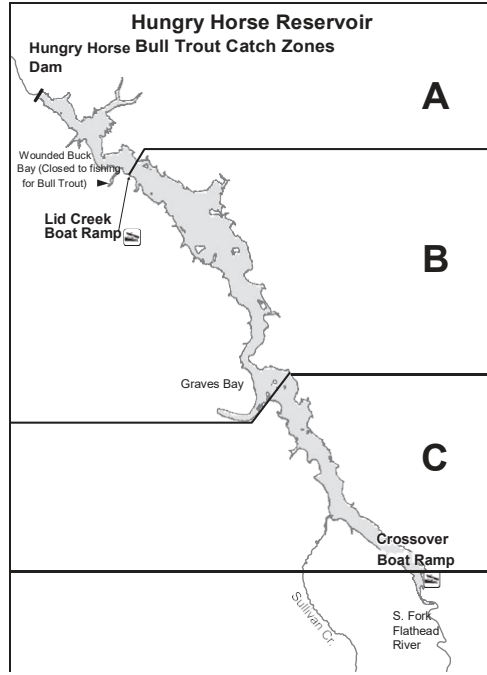 Hungry Horse Reservoir
Bull Trout Catch Zones
Hungry Horse
Dam
A
Wounded Buck
Bay (Closed to fishing
for Bull Trout)
Lid Creek
Boat Ramp
B
Graves Bay
C
Crossover
Boat Ramp
Sullivan Cr.
S. Fork
Flathead
River